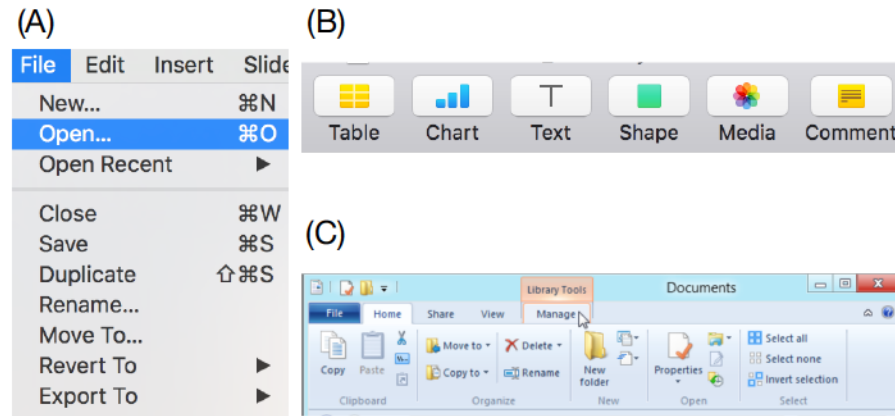 (A)
File Edit Insert Slide
New... ⌘N
Open... ⌘O
Open Recent ▶
Close ⌘W
Save ⌘S
Duplicate ⇧⌘S
Rename...
Move To...
Revert To ▶
Export To ▶
(B)
Table Chart Text Shape Media Comment
(C)
Library Tools Documents
File Home Share View Manage
Copy Paste
Move to Delete
Copy to Rename
New folder
Properties
Select all
Select none
Invert selection
Clipboard Organize New Open Select